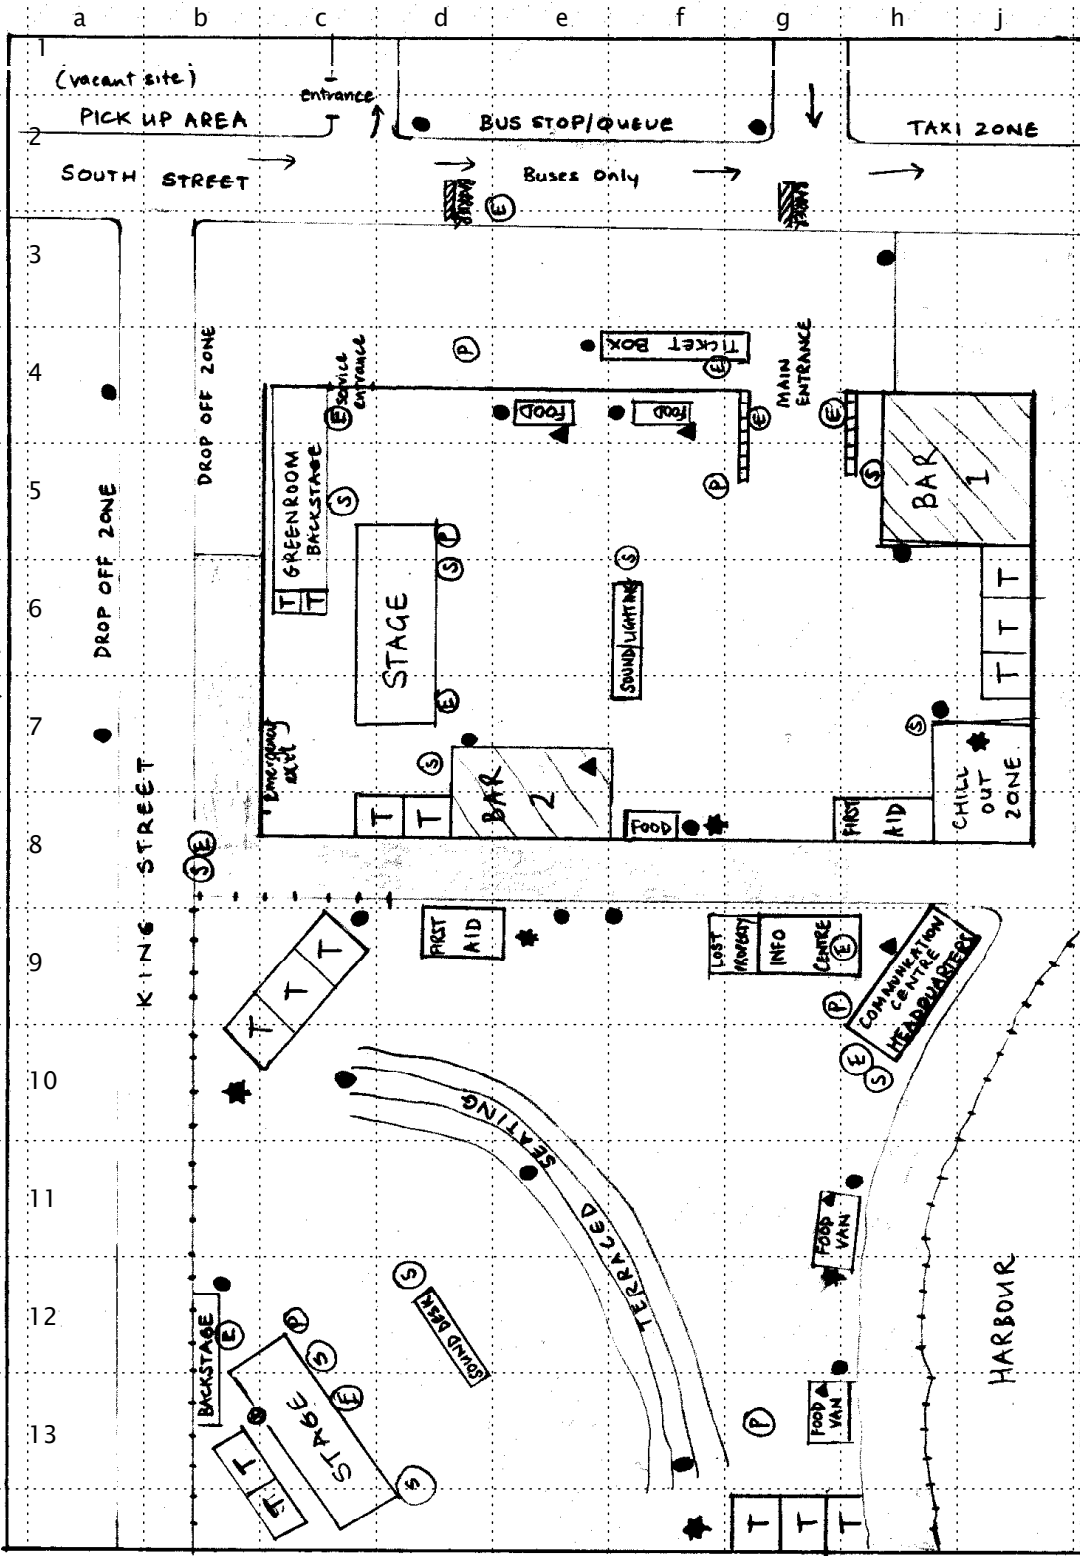 a b c d e f g h j
1
(vacant site)
entrance
PICK UP AREA
2
BUS STOP/QUEUE
TAXI ZONE
SOUTH STREET
Buses Only
E
3
DROP OFF ZONE
service
entrance
P
TICKET BOX
E
MAIN
ENTRANCE
4
E
FOOD
FOOD
E
E
5
DROP OFF ZONE
GREENROOM
BACKSTAGE
S
P
S
BAR
1
P
S
S
6
T T
STAGE
SOUND/LIGHTING
T
T
T
E
7
emergency
exit
S
BAR
2
S
CHILL
OUT
ZONE
KING STREET
T T
FOOD
FIRST
AID
8
E
S
9
T
T
T
FIRST
AID
LOST
PROPERTY
INFO
CENTRE
E
COMMUNICATION
CENTRE
HEADQUARTERS
P
10
E
S
TERRACED SEATING
11
FOOD
VAN
HARBOUR
12
S
SOUND DESK
BACKSTAGE
E
P
S
E
13
STAGE
S
P
FOOD
VAN
T
T
S
T T T